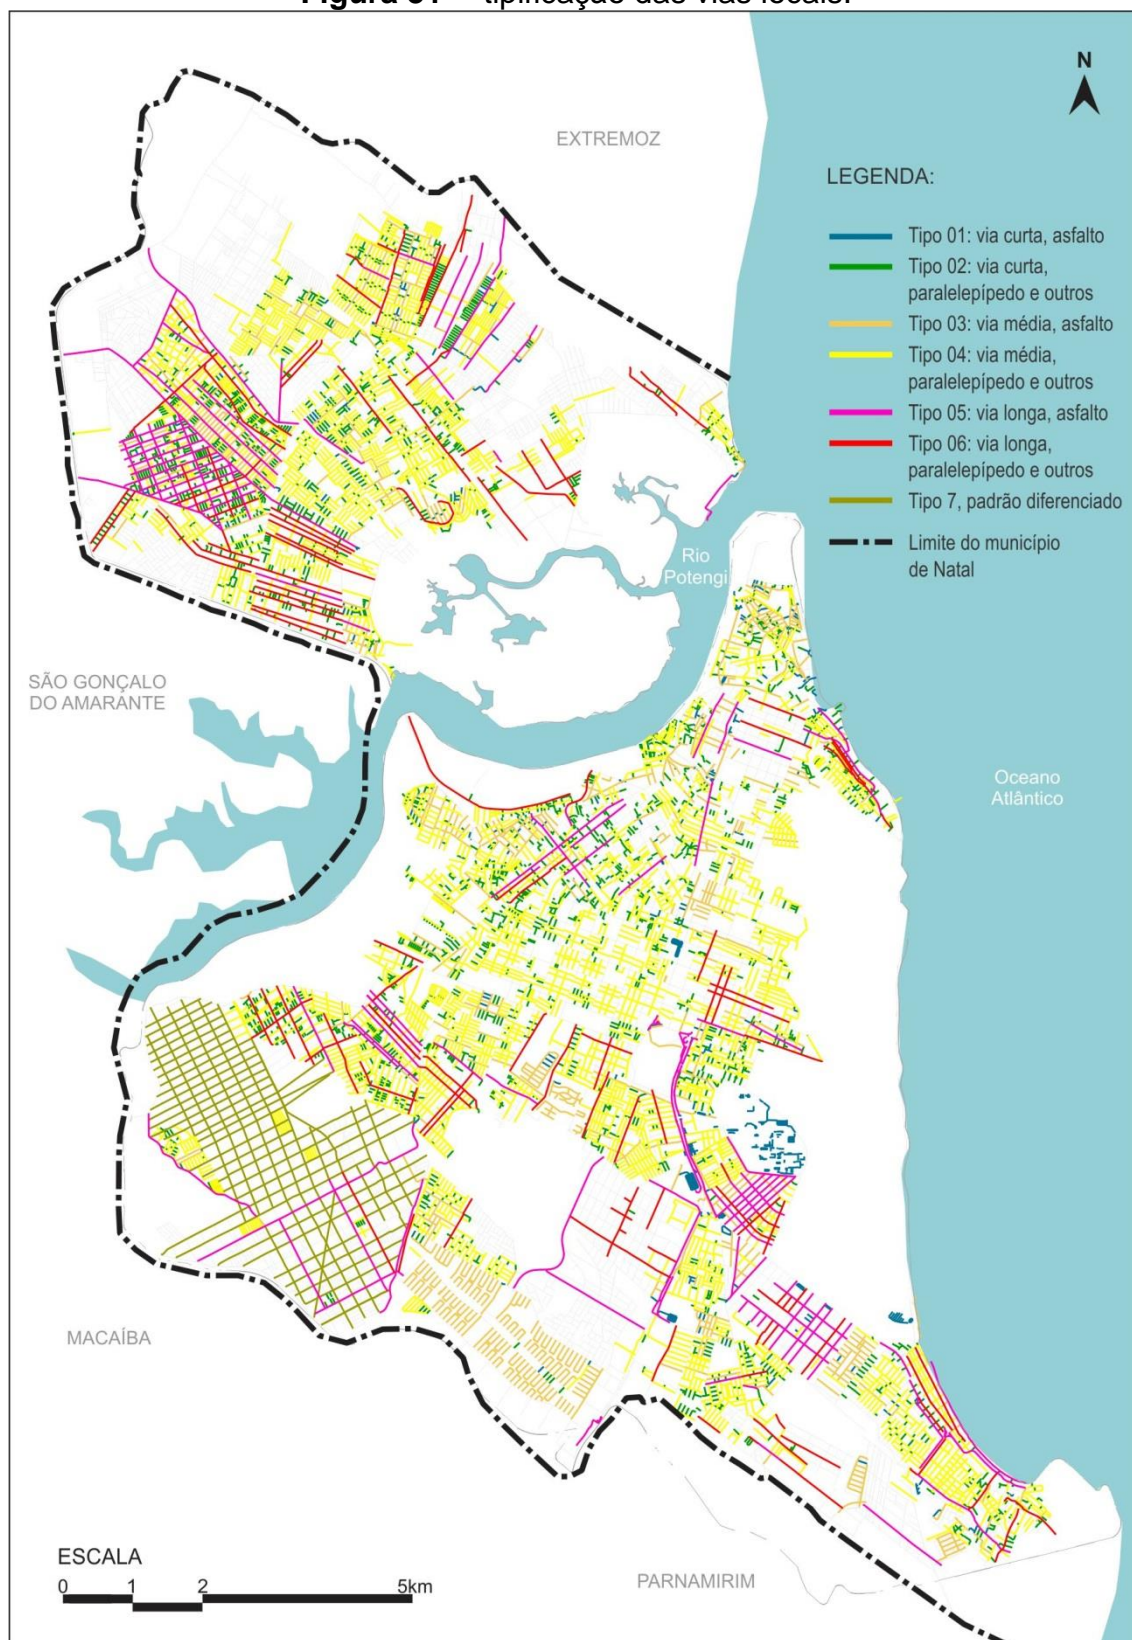 tipificação das vias locais.
N
EXTREMOZ
LEGENDA:
Tipo 01: via curta, asfalto
Tipo 02: via curta,
paralelepípedo e outros
Tipo 03: via média, asfalto
Tipo 04: via média,
paralelepípedo e outros
Tipo 05: via longa, asfalto
Tipo 06: via longa,
paralelepípedo e outros
Tipo 7, padrão diferenciado
Limite do município
de Natal
Rio
Potengi
SÃO GONÇALO
DO AMARANTE
Oceano
Atlântico
MACAÍBA
PARNAMIRIM
ESCALA
0 1 2 5km